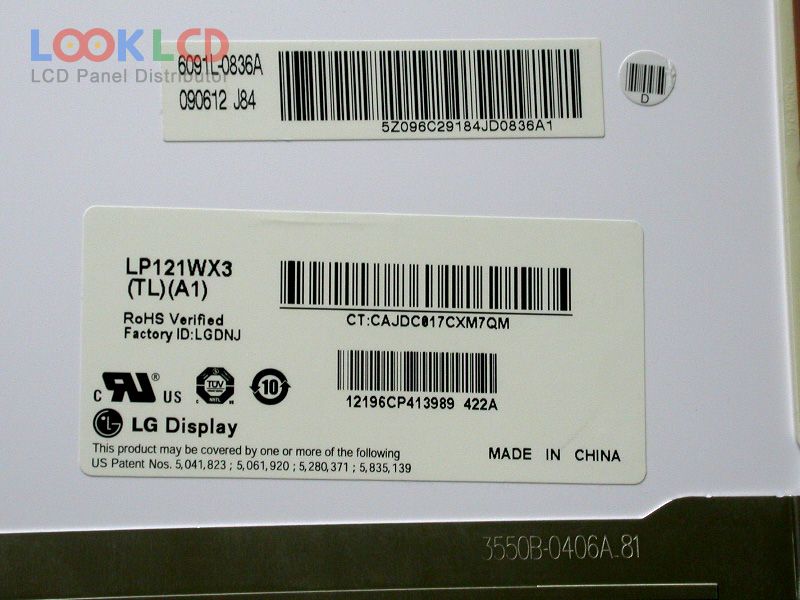 LOOK LCD
LCD Panel Distributor
6091L-0836A
090612 J84
5Z096C29184JD0836A1
D
LP121WX3
(TL)(A1)
RoHS Verified
Factory ID:LGDNJ
CT:CAJDC017CXM7QM
C US
TUV
10
12196CP413989 422A
LG Display
This product may be covered by one or more of the following
US Patent Nos. 5,041,823 ; 5,061,920 ; 5,280,371 ; 5,835,139
MADE IN CHINA
3550B-0406A.81